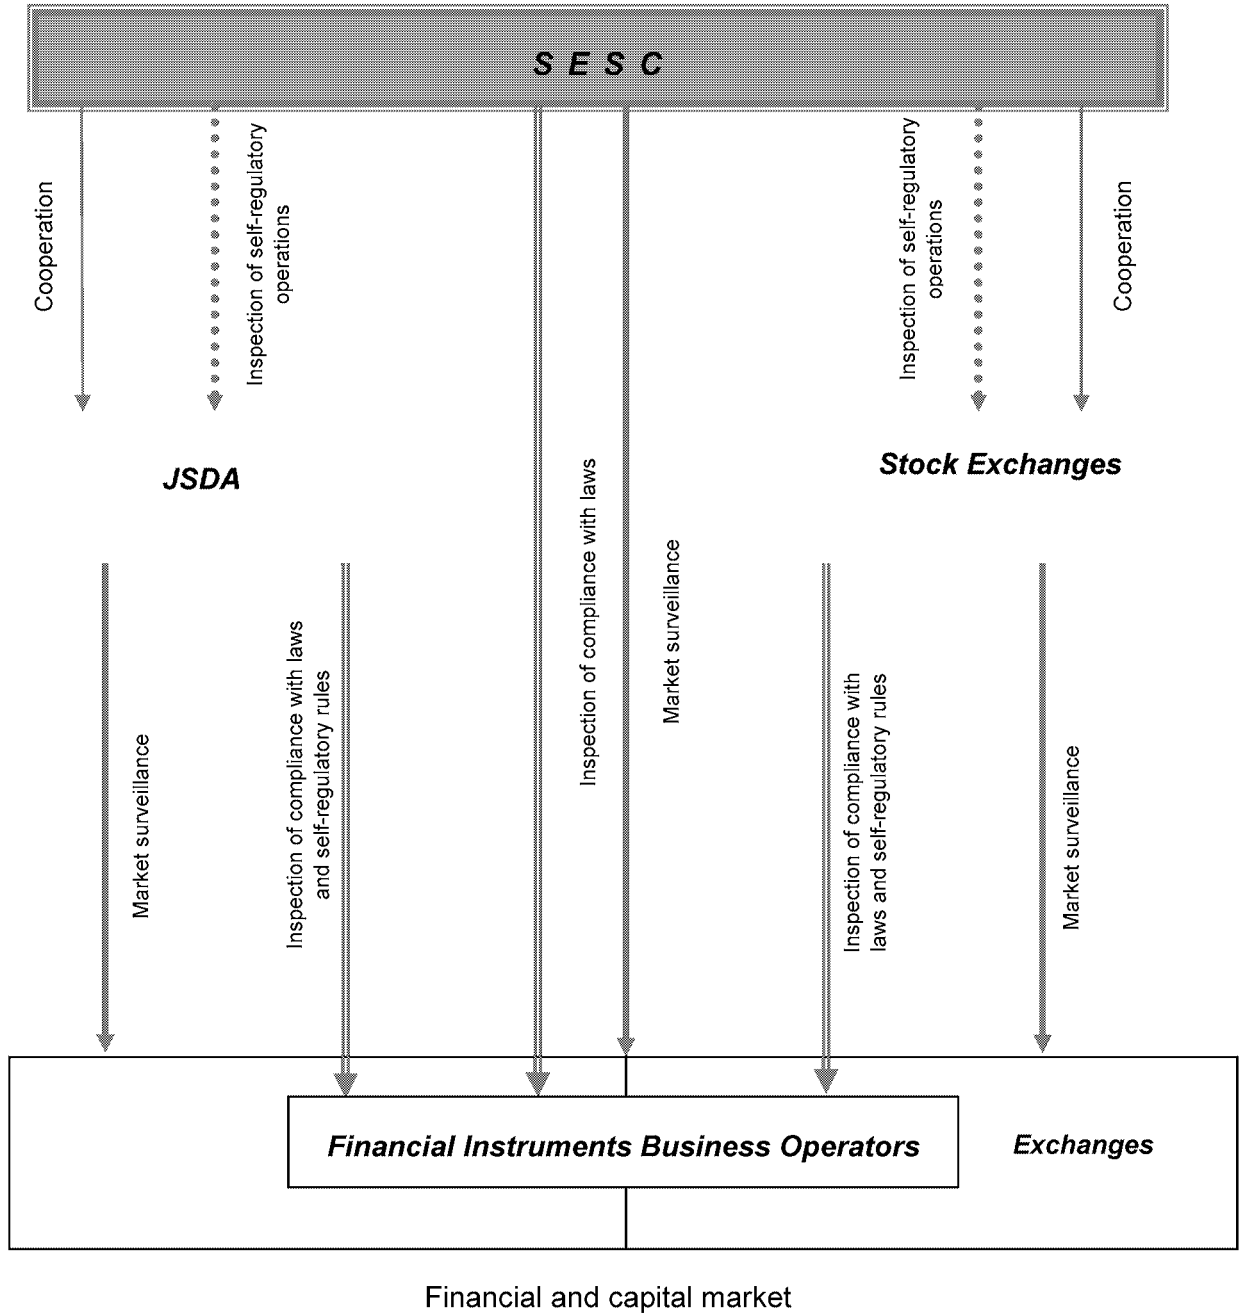 S E S C
Cooperation
Inspection of self-regulatory
operations
Inspection of self-regulatory
operations
Cooperation
JSDA
Stock Exchanges
Inspection of compliance with laws
Market surveillance
Market surveillance
Inspection of compliance with laws
and self-regulatory rules
Inspection of compliance with
laws and self-regulatory rules
Market surveillance
Financial Instruments Business Operators
Exchanges
Financial and capital market